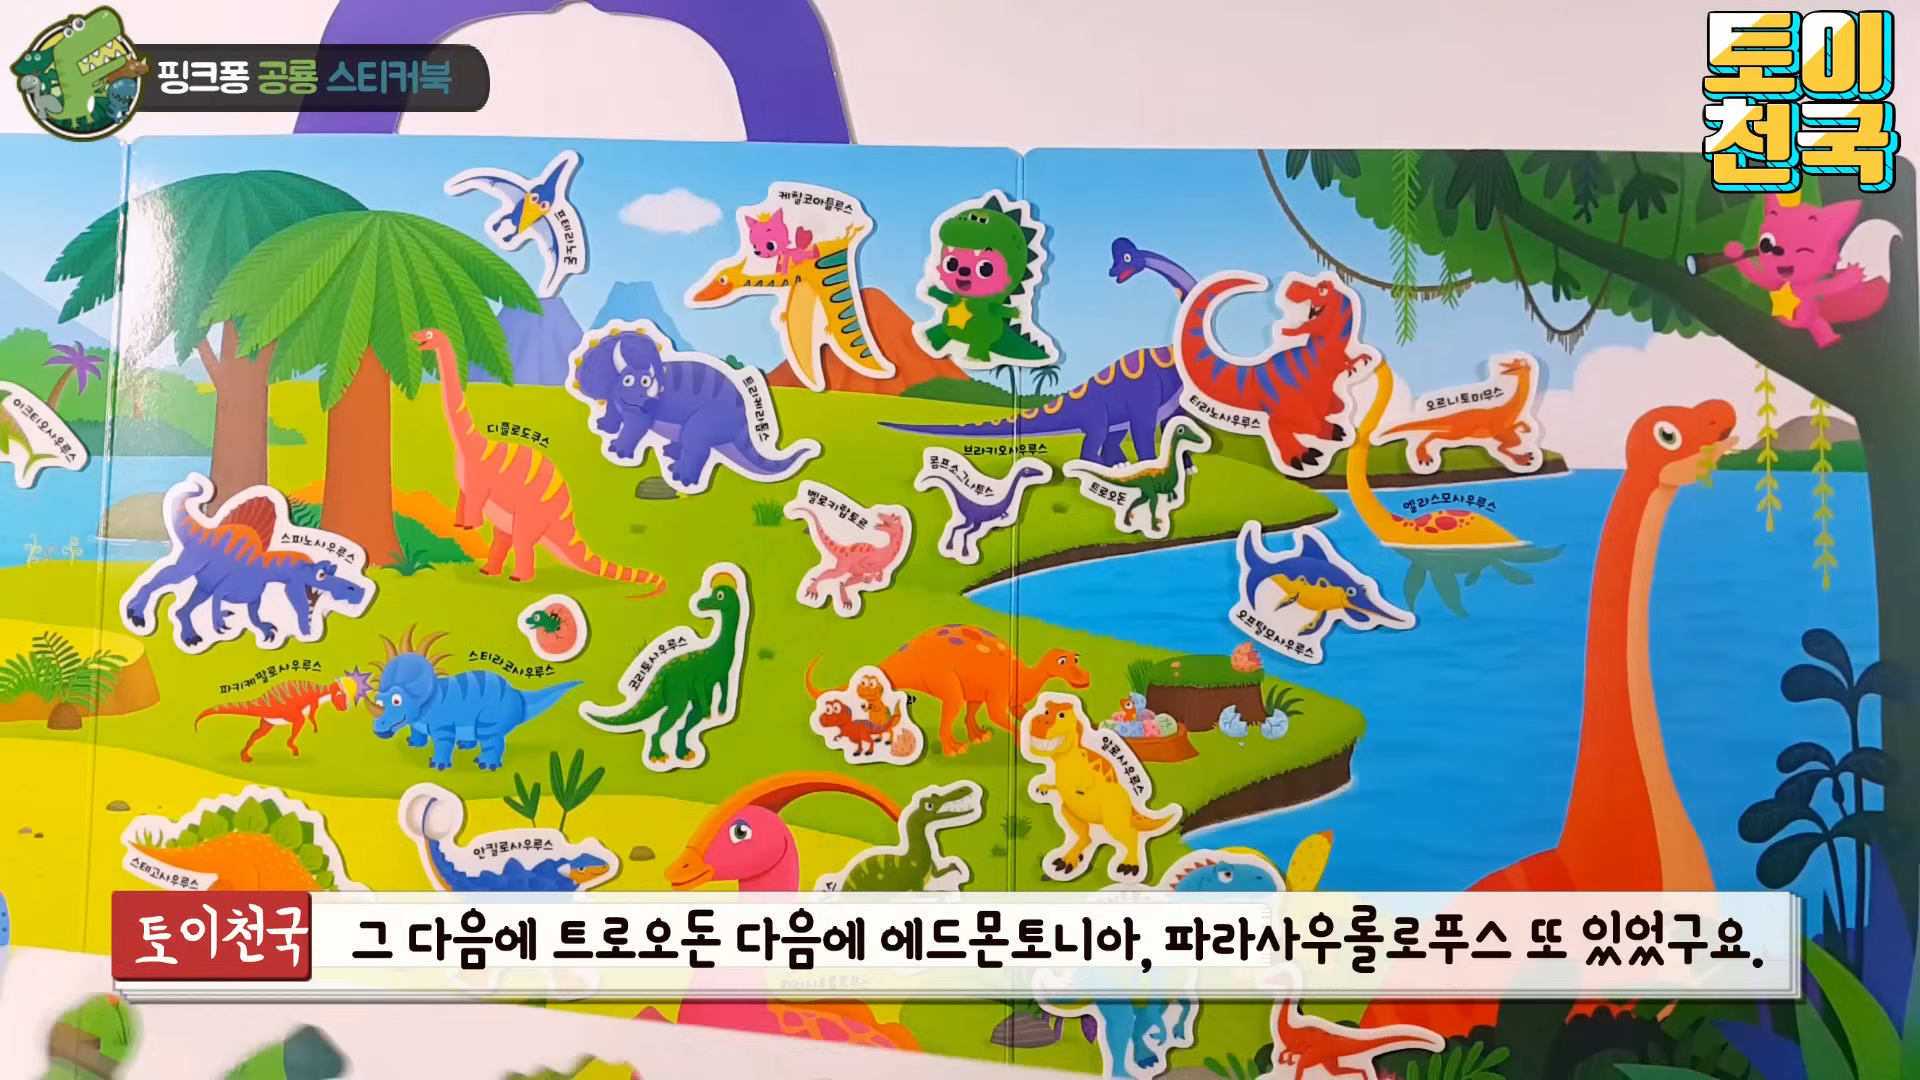 핑크퐁 공룡 스티커북
토이
천국
프테라노돈
케찰코아틀루스
이크티오사우루스
디플로도쿠스
트리케라톱스
브라키오사우루스
티라노사우루스
오르니토미무스
콤프소그나투스
트로오돈
벨로키랍토르
엘라스모사우루스
스피노사우루스
오프탈모사우루스
코리토사우루스
파키케팔로사우루스
스티라코사우루스
알로사우루스
스테고사우루스
안킬로사우루스
토이천국
그 다음에 트로오돈 다음에 에드몬토니아, 파라사우롤로푸스 또 있었구요.